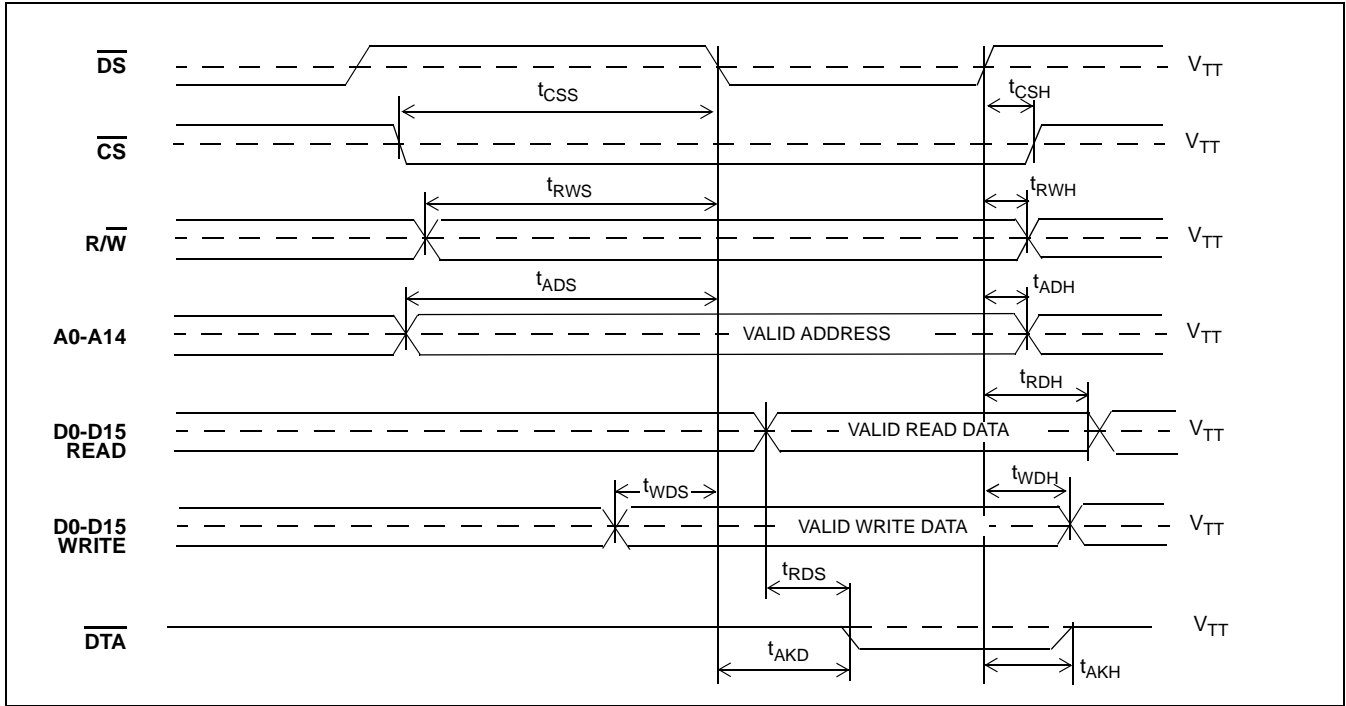 DS
V_TT
t_CSS
t_CSH
CS
V_TT
t_RWS
t_RWH
R/W
V_TT
t_ADS
t_ADH
A0-A14
VALID ADDRESS
V_TT
t_RDH
D0-D15
READ
VALID READ DATA
V_TT
t_WDS
t_WDH
D0-D15
WRITE
VALID WRITE DATA
V_TT
t_RDS
DTA
V_TT
t_AKD
t_AKH